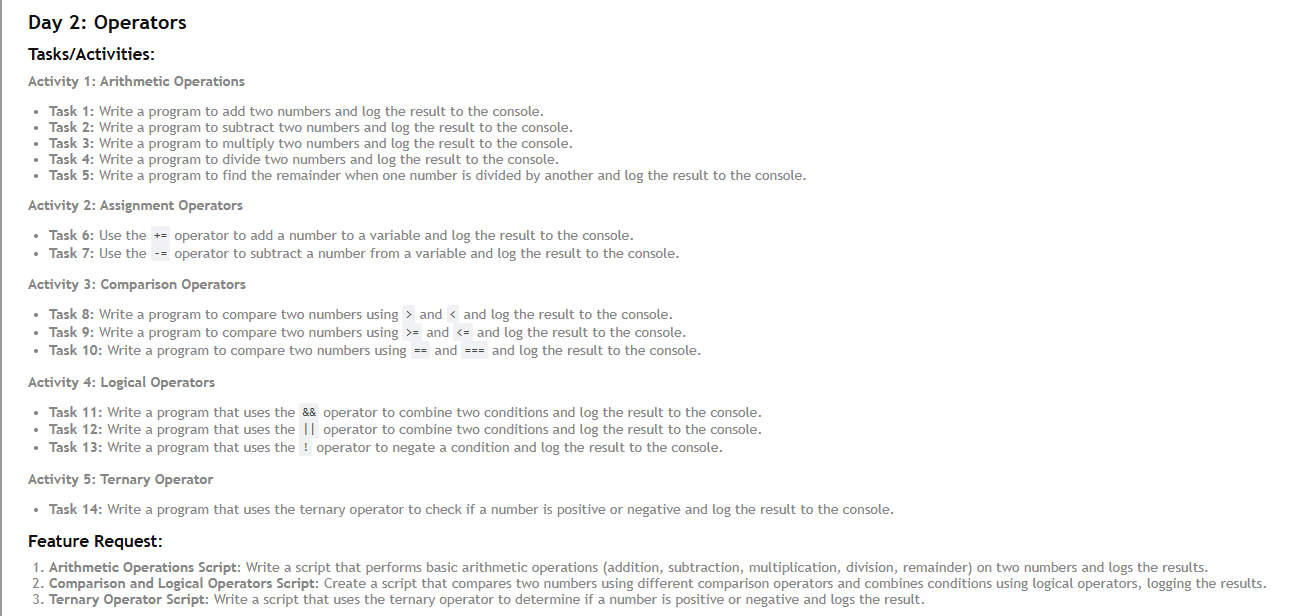 Day 2: Operators
Tasks/Activities:
Activity 1: Arithmetic Operations
• Task 1: Write a program to add two numbers and log the result to the console.
• Task 2: Write a program to subtract two numbers and log the result to the console.
• Task 3: Write a program to multiply two numbers and log the result to the console.
• Task 4: Write a program to divide two numbers and log the result to the console.
• Task 5: Write a program to find the remainder when one number is divided by another and log the result to the console.
Activity 2: Assignment Operators
• Task 6: Use the += operator to add a number to a variable and log the result to the console.
• Task 7: Use the -= operator to subtract a number from a variable and log the result to the console.
Activity 3: Comparison Operators
• Task 8: Write a program to compare two numbers using > and < and log the result to the console.
• Task 9: Write a program to compare two numbers using >= and <= and log the result to the console.
• Task 10: Write a program to compare two numbers using == and === and log the result to the console.
Activity 4: Logical Operators
• Task 11: Write a program that uses the && operator to combine two conditions and log the result to the console.
• Task 12: Write a program that uses the || operator to combine two conditions and log the result to the console.
• Task 13: Write a program that uses the ! operator to negate a condition and log the result to the console.
Activity 5: Ternary Operator
• Task 14: Write a program that uses the ternary operator to check if a number is positive or negative and log the result to the console.
Feature Request:
1. Arithmetic Operations Script: Write a script that performs basic arithmetic operations (addition, subtraction, multiplication, division, remainder) on two numbers and logs the results.
2. Comparison and Logical Operators Script: Create a script that compares two numbers using different comparison operators and combines conditions using logical operators, logging the results.
3. Ternary Operator Script: Write a script that uses the ternary operator to determine if a number is positive or negative and logs the result.